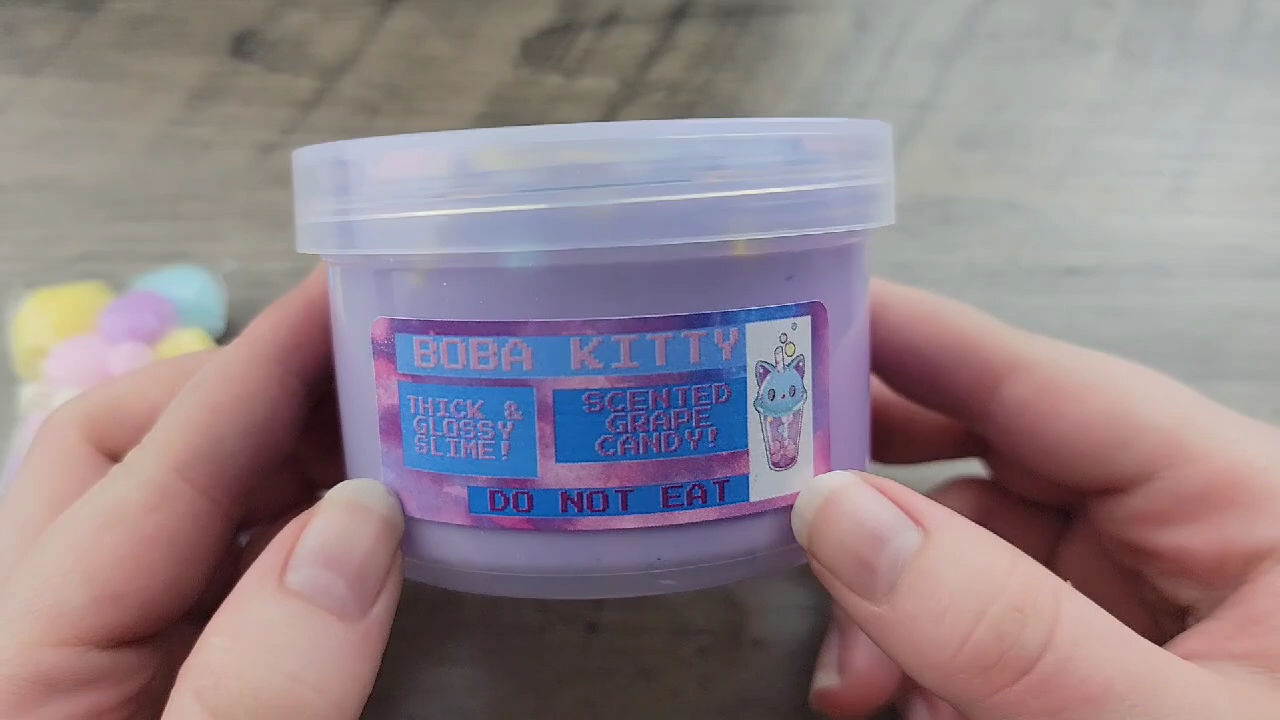 BOBA KITTY
THICK &
GLOSSY
SLIME!
SCENTED
GRAPE
CANDY!
DO NOT EAT